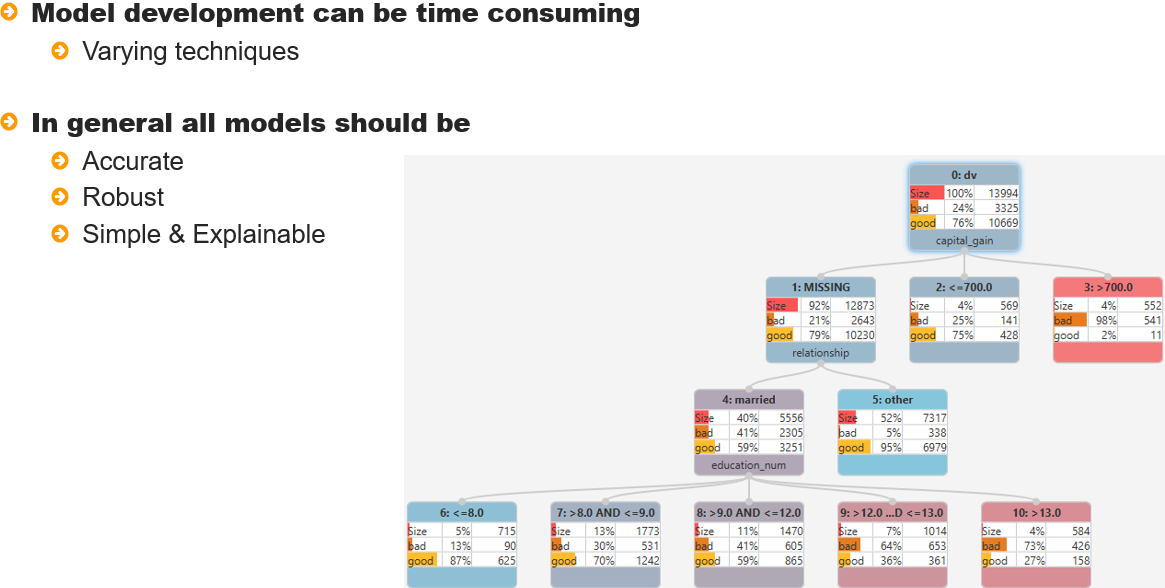 Model development can be time consuming
Varying techniques
In general all models should be
Accurate
Robust
Simple & Explainable
0: dv
Size 100% 13994
bad 24% 3325
good 76% 10669
capital_gain
1: MISSING
Size 92% 12873
bad 21% 2643
good 79% 10230
relationship
2: <=700.0
Size 4% 569
bad 25% 141
good 75% 428
3: >700.0
Size 4% 552
bad 98% 541
good 2% 11
4: married
Size 40% 5556
bad 41% 2305
good 59% 3251
education_num
5: other
Size 52% 7317
bad 5% 338
good 95% 6979
6: <=8.0
Size 5% 715
bad 13% 90
good 87% 625
7: >8.0 AND <=9.0
Size 13% 1773
bad 30% 531
good 70% 1242
8: >9.0 AND <=12.0
Size 11% 1470
bad 41% 605
good 59% 865
9: >12.0 ...D <=13.0
Size 7% 1014
bad 64% 653
good 36% 361
10: >13.0
Size 4% 584
bad 73% 426
good 27% 158